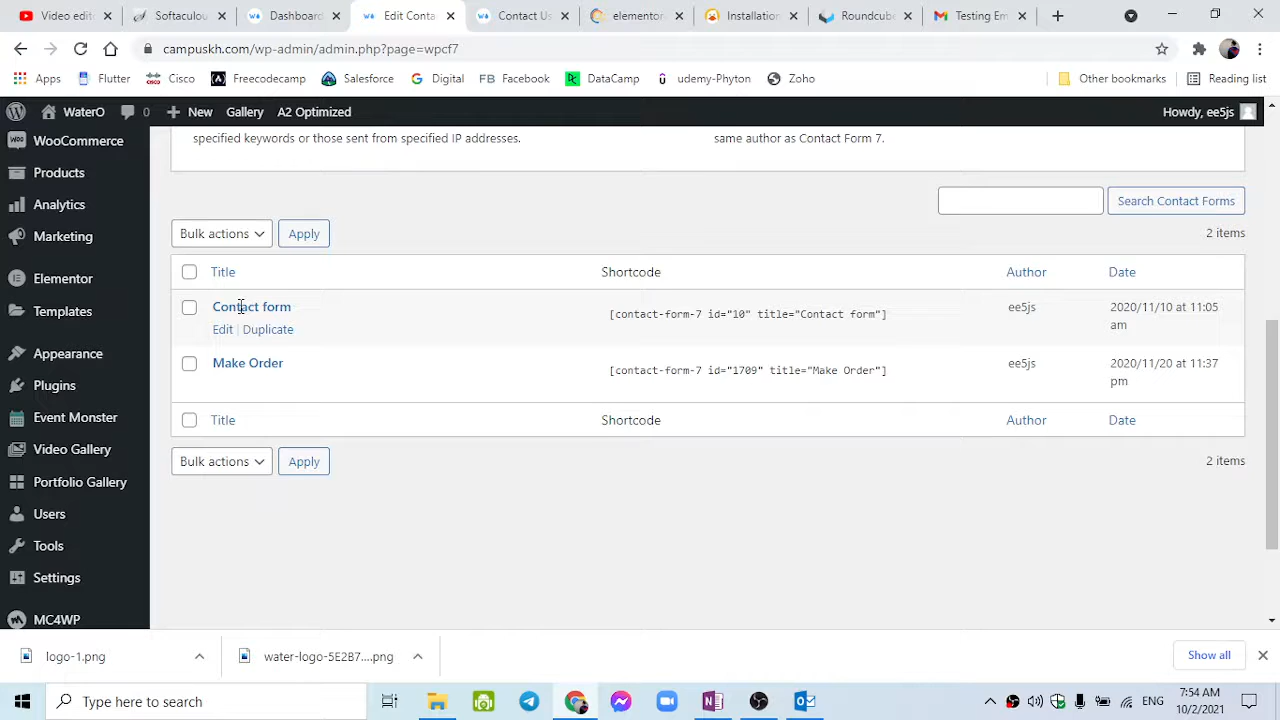 Video edit
Softaculou
Dashboard
Edit Conta
Contact Us
elementor
Installation
Roundcube
Testing Em
campuskh.com/wp-admin/admin.php?page=wpcf7
Apps
Flutter
Cisco
Freecodecamp
Salesforce
Digital
FB Facebook
DataCamp
udemy-Phyton
Zoho
Other bookmarks
Reading list
WaterO
0
New
Gallery
A2 Optimized
Howdy, ee5js
WooCommerce
Products
Analytics
Marketing
Elementor
Templates
Appearance
Plugins
Event Monster
Video Gallery
Portfolio Gallery
Users
Tools
Settings
MC4WP
specified keywords or those sent from specified IP addresses.
same author as Contact Form 7.
Search Contact Forms
Bulk actions
Apply
2 items
Title
Shortcode
Author
Date
Contact form
[contact-form-7 id="10" title="Contact form"]
ee5js
2020/11/10 at 11:05
am
Edit | Duplicate
Make Order
[contact-form-7 id="1709" title="Make Order"]
ee5js
2020/11/20 at 11:37
pm
Title
Shortcode
Author
Date
Bulk actions
Apply
2 items
logo-1.png
water-logo-5E2B7....png
Show all
Type here to search
ENG
7:54 AM
10/2/2021